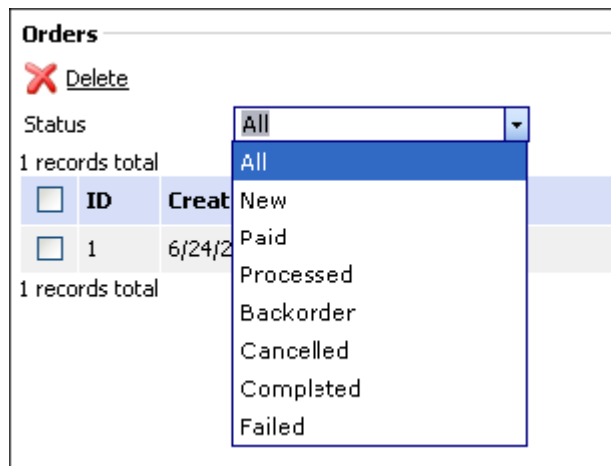 Orders
Delete
Status All
1 records total
All
ID Creat
New
1 6/24/2
Paid
1 records total
Processed
Backorder
Cancelled
Completed
Failed